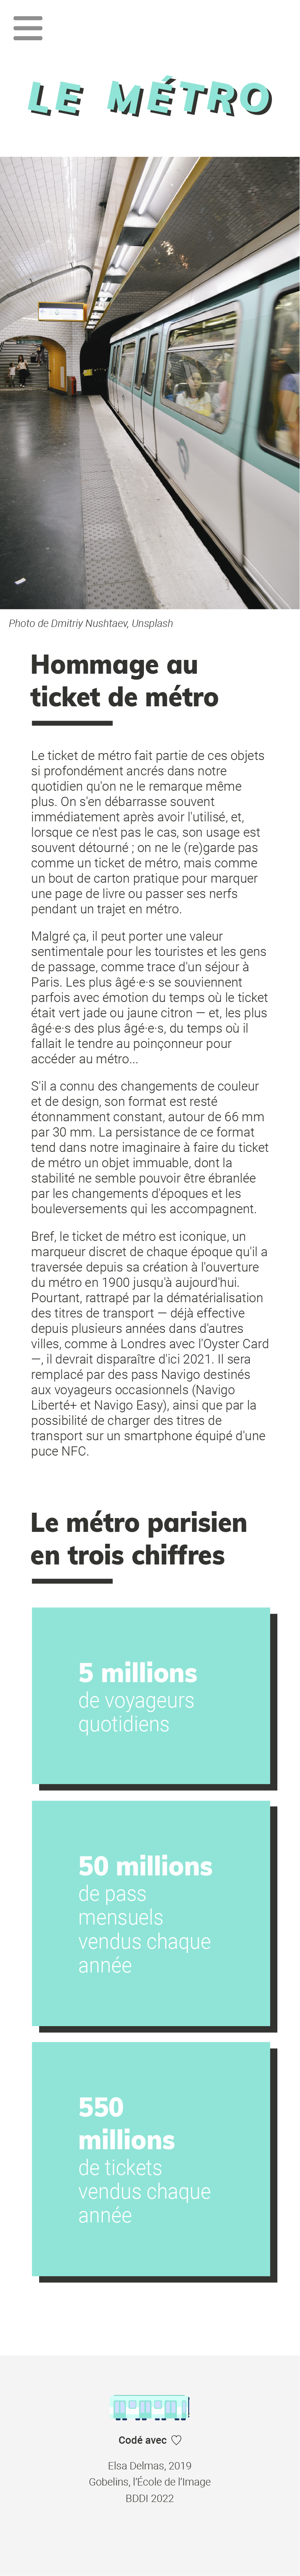 LE MÉTRO
Photo de Dmitriy Nushtaev, Unsplash
Hommage au
ticket de métro
Le ticket de métro fait partie de ces objets
si profondément ancrés dans notre
quotidien qu'on ne le remarque même
plus. On s'en débarrasse souvent
immédiatement après avoir l'utilisé, et,
lorsque ce n'est pas le cas, son usage est
souvent détourné ; on ne le (re)garde pas
comme un ticket de métro, mais comme
un bout de carton pratique pour marquer
une page de livre ou passer ses nerfs
pendant un trajet en métro.
Malgré ça, il peut porter une valeur
sentimentale pour les touristes et les gens
de passage, comme trace d'un séjour à
Paris. Les plus âgé·e·s se souviennent
parfois avec émotion du temps où le ticket
était vert jade ou jaune citron — et, les plus
âgé·e·s des plus âgé·e·s, du temps où il
fallait le tendre au poinçonneur pour
accéder au métro...
S'il a connu des changements de couleur
et de design, son format est resté
étonnamment constant, autour de 66 mm
par 30 mm. La persistance de ce format
tend dans notre imaginaire à faire du ticket
de métro un objet immuable, dont la
stabilité ne semble pouvoir être ébranlée
par les changements d'époques et les
bouleversements qui les accompagnent.
Bref, le ticket de métro est iconique, un
marqueur discret de chaque époque qu'il a
traversée depuis sa création à l'ouverture
du métro en 1900 jusqu'à aujourd'hui.
Pourtant, rattrapé par la dématérialisation
des titres de transport — déjà effective
depuis plusieurs années dans d'autres
villes, comme à Londres avec l'Oyster Card
—, il devrait disparaître d'ici 2021. Il sera
remplacé par des pass Navigo destinés
aux voyageurs occasionnels (Navigo
Liberté+ et Navigo Easy), ainsi que par la
possibilité de charger des titres de
transport sur un smartphone équipé d'une
puce NFC.
Le métro parisien
en trois chiffres
5 millions
de voyageurs
quotidiens
50 millions
de pass
mensuels
vendus chaque
année
550
millions
de tickets
vendus chaque
année
Codé avec ♡
Elsa Delmas, 2019
Gobelins, l'École de l'Image
BDDI 2022